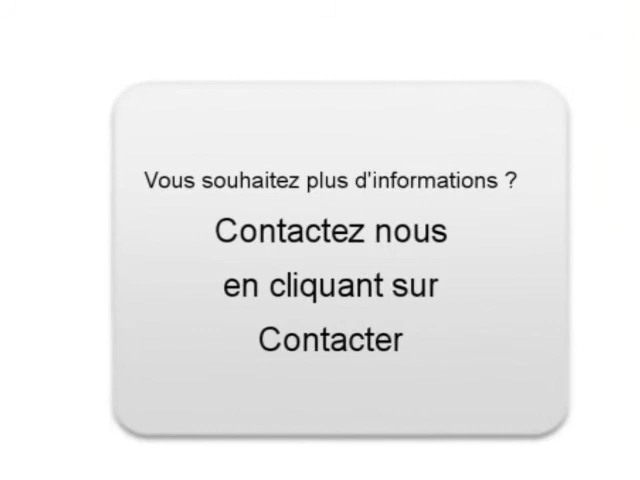 Vous souhaitez plus d'informations ?
Contactez nous
en cliquant sur
Contacter